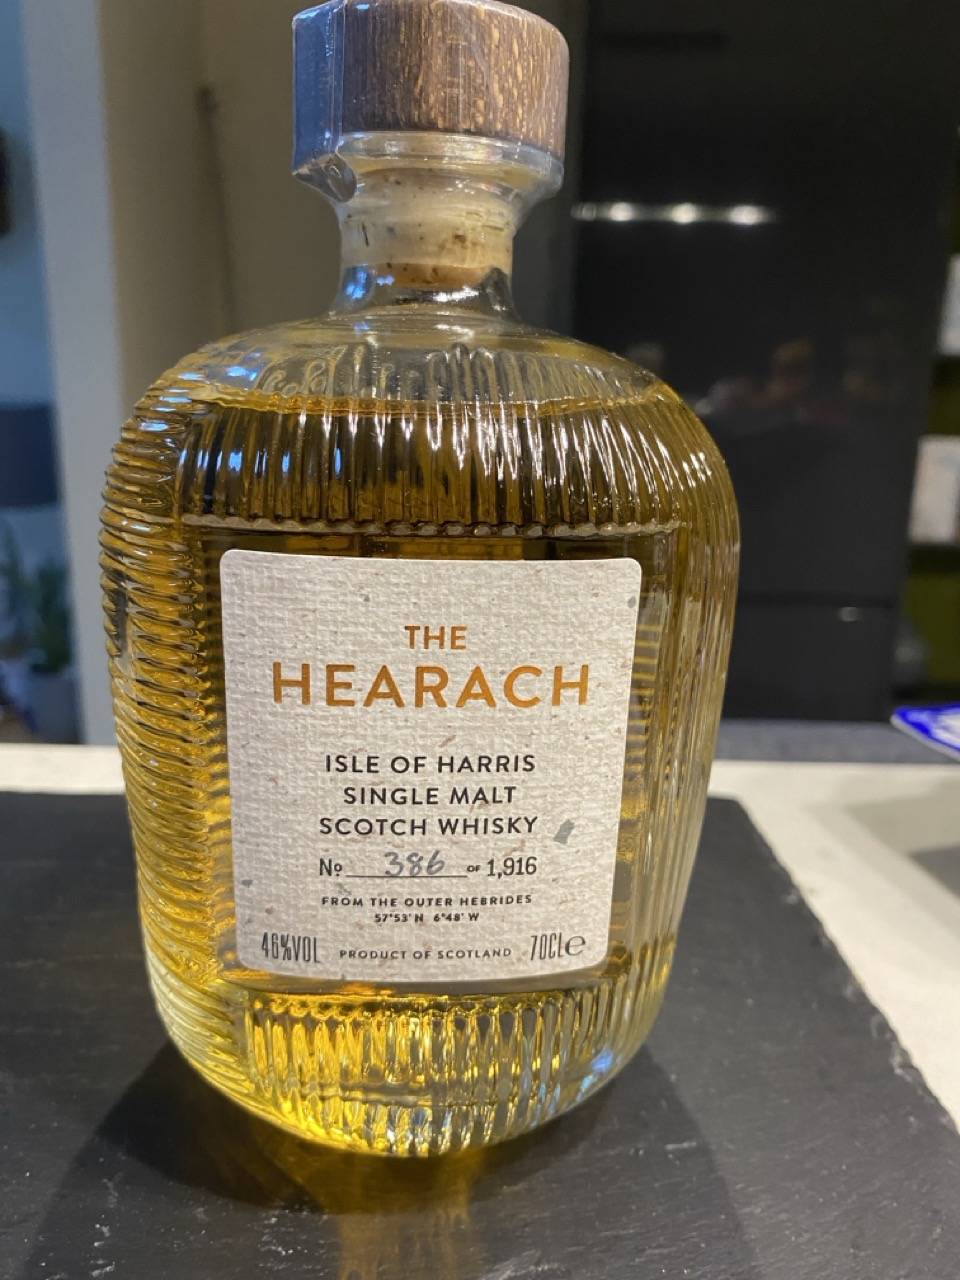 THE
HEARACH
ISLE OF HARRIS
SINGLE MALT
SCOTCH WHISKY
Nº 386 OF 1,916
FROM THE OUTER HEBRIDES
57°53' N 6°48' W
46%VOL PRODUCT OF SCOTLAND 70CLe